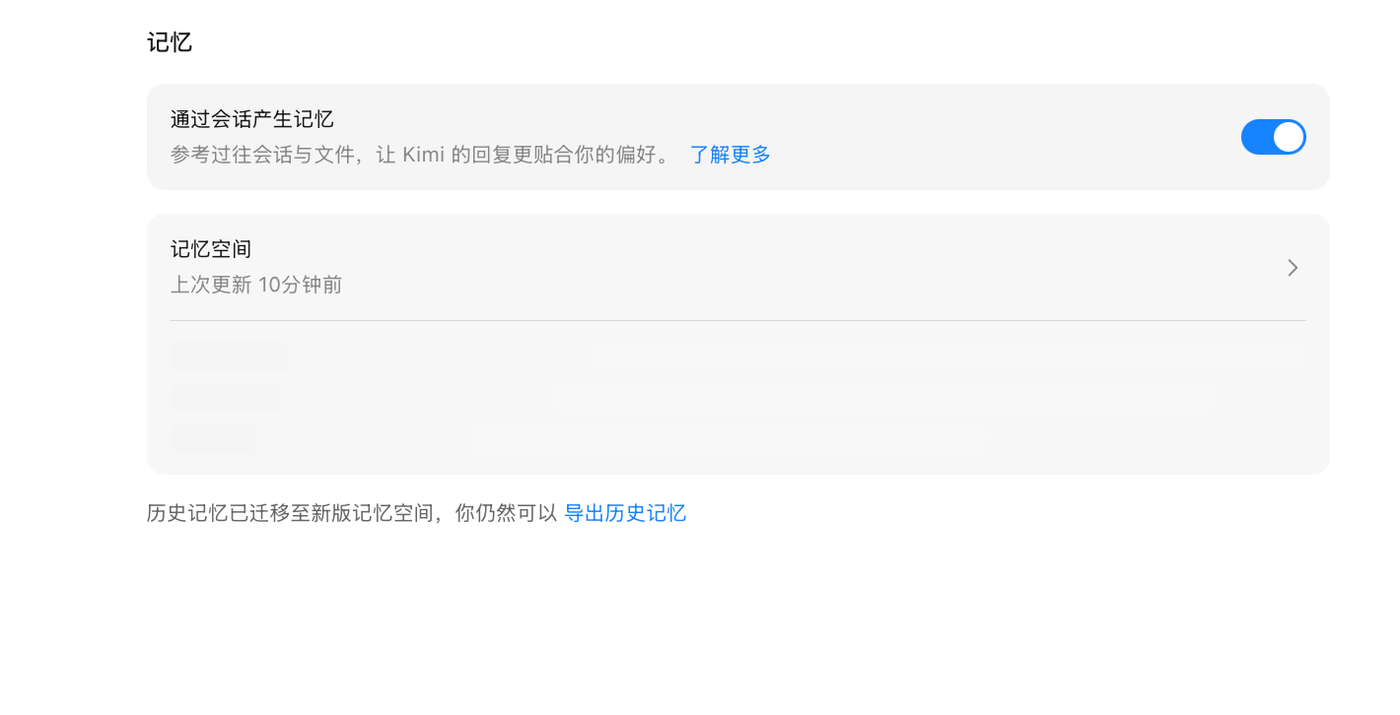 记忆
通过会话产生记忆
参考过往会话与文件，让 Kimi 的回复更贴合你的偏好。 了解更多
记忆空间
上次更新 10分钟前
历史记忆已迁移至新版记忆空间，你仍然可以 导出历史记忆